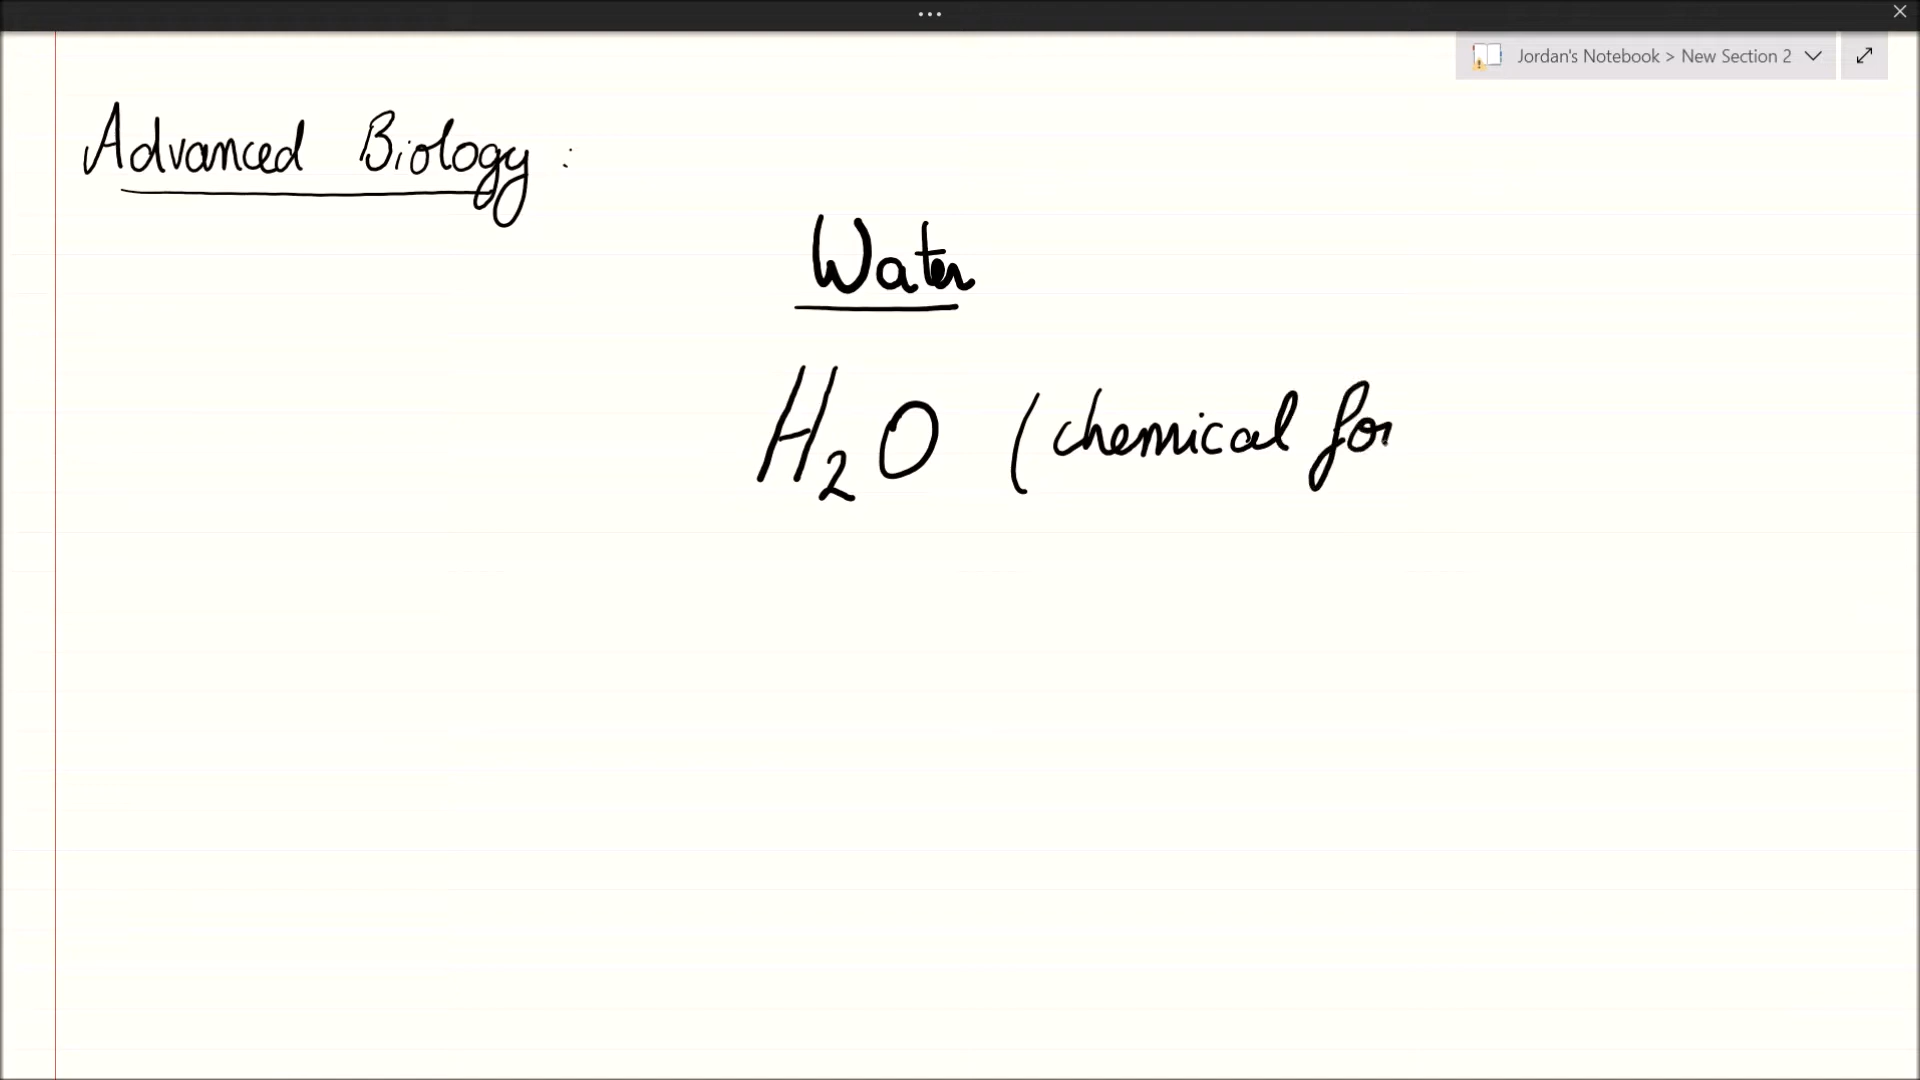 ...
Jordan's Notebook > New Section 2
Advanced Biology :
Water
H₂O (chemical for